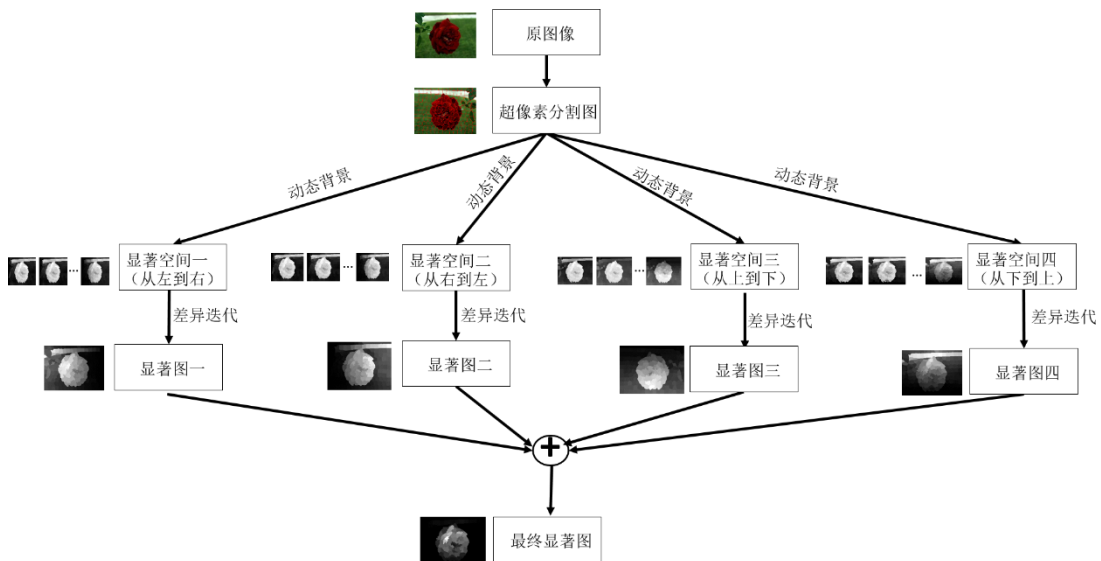 原图像
超像素分割图
动态背景
动态背景
动态背景
动态背景
显著空间一
（从左到右）
显著空间二
（从右到左）
显著空间三
（从上到下）
显著空间四
（从下到上）
...
...
...
...
差异迭代
差异迭代
差异迭代
差异迭代
显著图一
显著图二
显著图三
显著图四
+
最终显著图